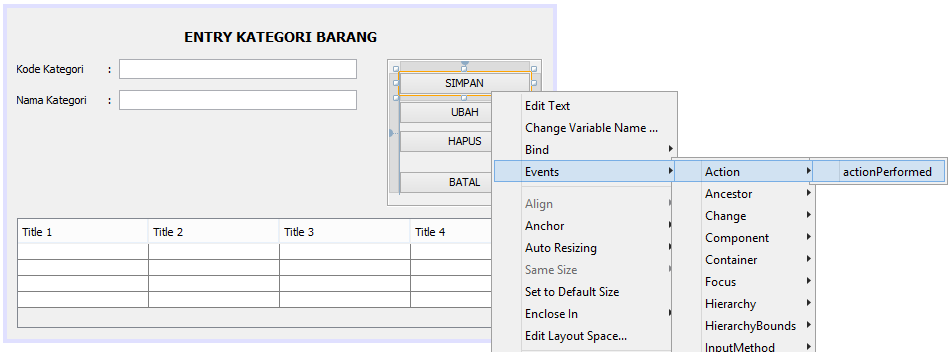 ENTRY KATEGORI BARANG
Kode Kategori :
Nama Kategori :
SIMPAN
UBAH
HAPUS
BATAL
Title 1 Title 2 Title 3 Title 4
Edit Text
Change Variable Name ...
Bind
Events
Align
Anchor
Auto Resizing
Same Size
Set to Default Size
Enclose In
Edit Layout Space...
Action
Ancestor
Change
Component
Container
Focus
Hierarchy
HierarchyBounds
InputMethod
actionPerformed